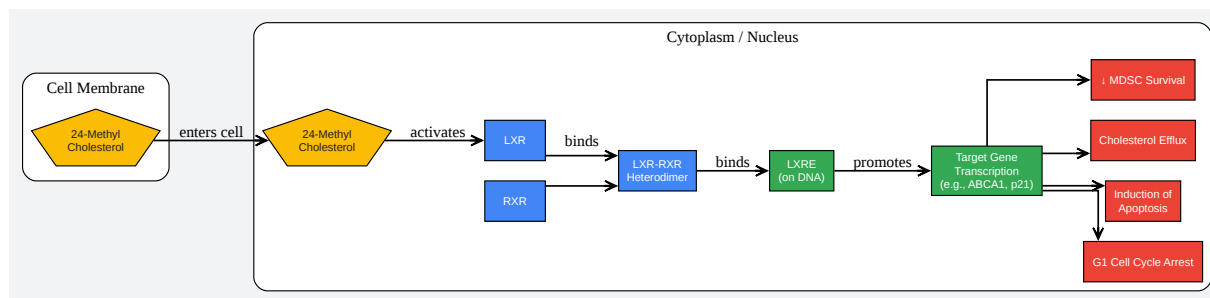 Cytoplasm / Nucleus
Cell Membrane
24-Methyl
Cholesterol
enters cell
24-Methyl
Cholesterol
activates
LXR
RXR
binds
LXR-RXR
Heterodimer
binds
LXRE
(on DNA)
promotes
Target Gene
Transcription
(e.g., ABCA1, p21)
↓ MDSC Survival
Cholesterol Efflux
Induction of
Apoptosis
G1 Cell Cycle Arrest